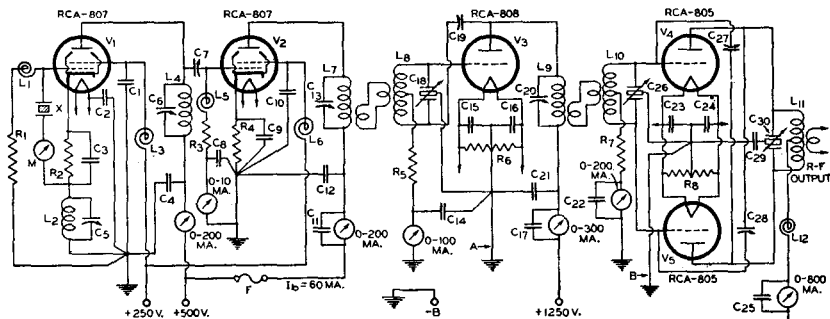 RCA-807
RCA-807
RCA-808
RCA-805
V1
V2
V3
V4
C7
C19
C27
L1
X
M
R1
C1
C2
C3
R2
L2
C5
L3
C6
L4
C4
L5
R3
C8
R4
C9
C10
L6
L7
C13
C12
C11
L8
C18
C15
C16
R5
R6
C14
C20
L9
C21
C17
L10
C26
C23
C24
R7
C22
R8
C30
C29
C28
L11
R-F OUTPUT
L12
C25
0-200 MA.
0-10 MA.
0-200 MA.
0-100 MA.
0-300 MA.
0-200 MA.
0-800 MA.
A
B
V5
RCA-805
F
Ib = 60 MA.
+250 V.
+500 V.
-B
+1250 V.